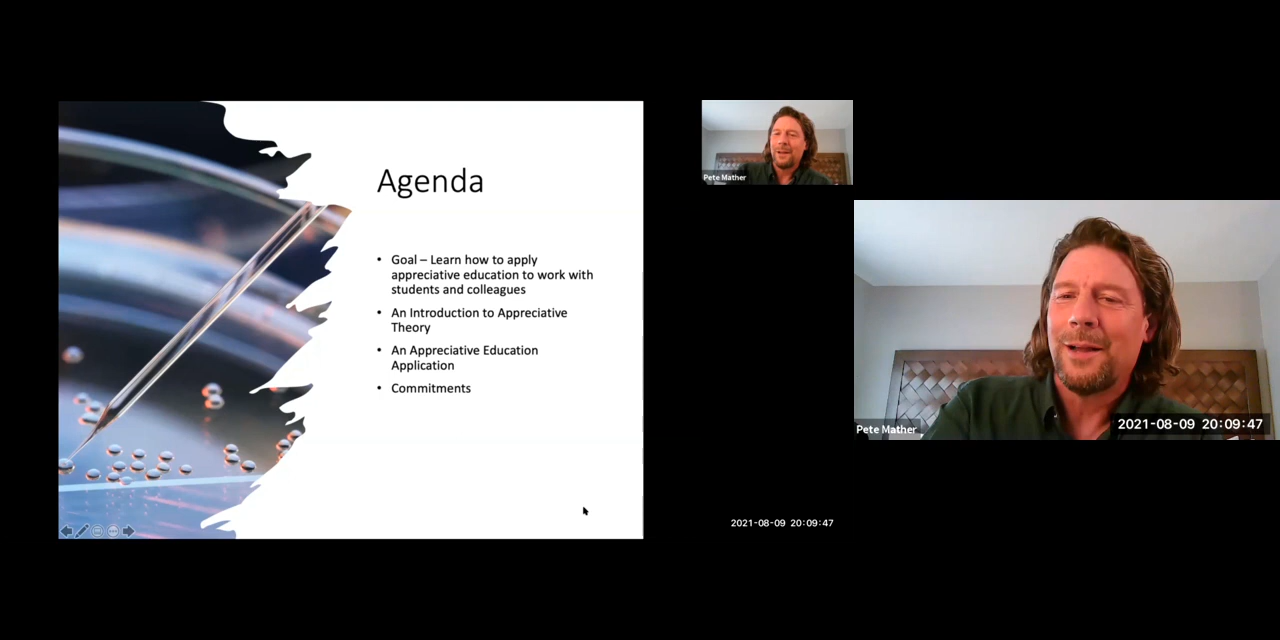 Agenda
• Goal – Learn how to apply
appreciative education to work with
students and colleagues
• An Introduction to Appreciative
Theory
• An Appreciative Education
Application
• Commitments
Pete Mather
Pete Mather
2021-08-09 20:09:47
2021-08-09 20:09:47